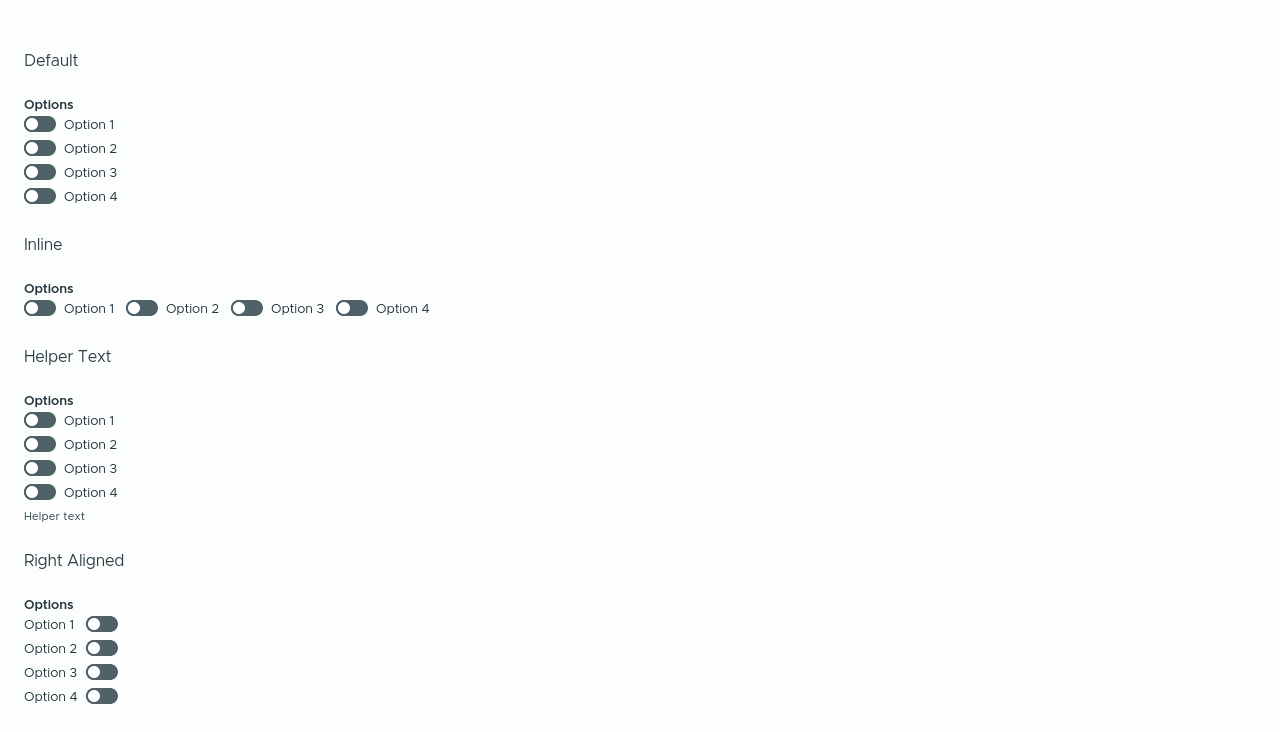 Default
Options
Option 1
Option 2
Option 3
Option 4
Inline
Options
Option 1 Option 2 Option 3 Option 4
Helper Text
Options
Option 1
Option 2
Option 3
Option 4
Helper text
Right Aligned
Options
Option 1
Option 2
Option 3
Option 4